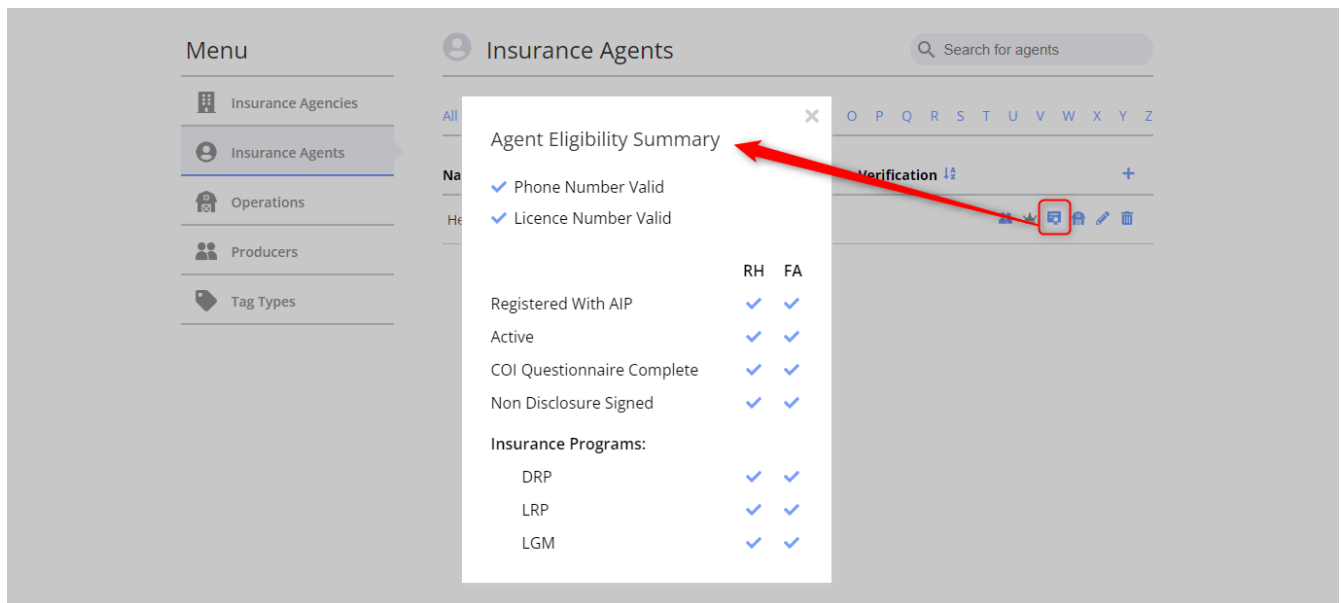 Menu
Insurance Agencies
Insurance Agents
Operations
Producers
Tag Types
Insurance Agents
Search for agents
All
O P Q R S T U V W X Y Z
Na
Verification
He
Agent Eligibility Summary
Phone Number Valid
Licence Number Valid
RH FA
Registered With AIP
Active
COI Questionnaire Complete
Non Disclosure Signed
Insurance Programs:
DRP
LRP
LGM